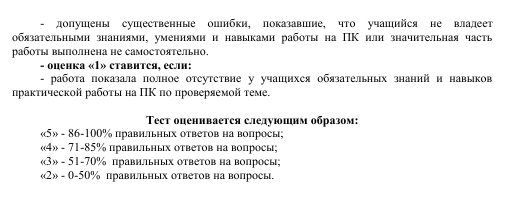 - допущены существенные ошибки, показавшие, что учащийся не владеет
обязательными знаниями, умениями и навыками работы на ПК или значительная часть
работы выполнена не самостоятельно.
- оценка «1» ставится, если:
- работа показала полное отсутствие у учащихся обязательных знаний и навыков
практической работы на ПК по проверяемой теме.
Тест оценивается следующим образом:
«5» - 86-100% правильных ответов на вопросы;
«4» - 71-85% правильных ответов на вопросы;
«3» - 51-70% правильных ответов на вопросы;
«2» - 0-50% правильных ответов на вопросы.